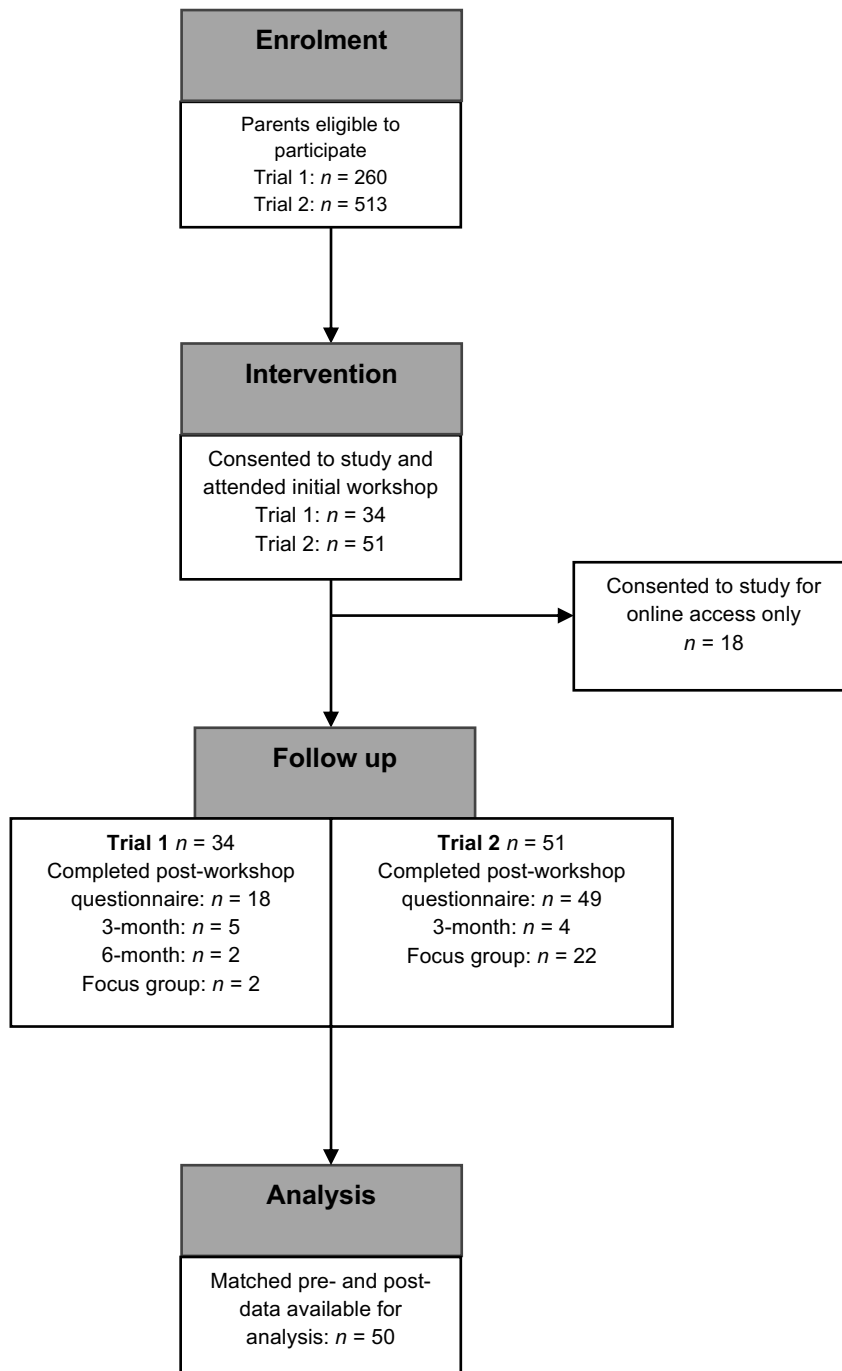 Enrolment
Parents eligible to
participate
Trial 1: n = 260
Trial 2: n = 513
Intervention
Consented to study and
attended initial workshop
Trial 1: n = 34
Trial 2: n = 51
Consented to study for
online access only
n = 18
Follow up
Trial 1 n = 34
Completed post-workshop
questionnaire: n = 18
3-month: n = 5
6-month: n = 2
Focus group: n = 2
Trial 2 n = 51
Completed post-workshop
questionnaire: n = 49
3-month: n = 4
Focus group: n = 22
Analysis
Matched pre- and post-
data available for
analysis: n = 50